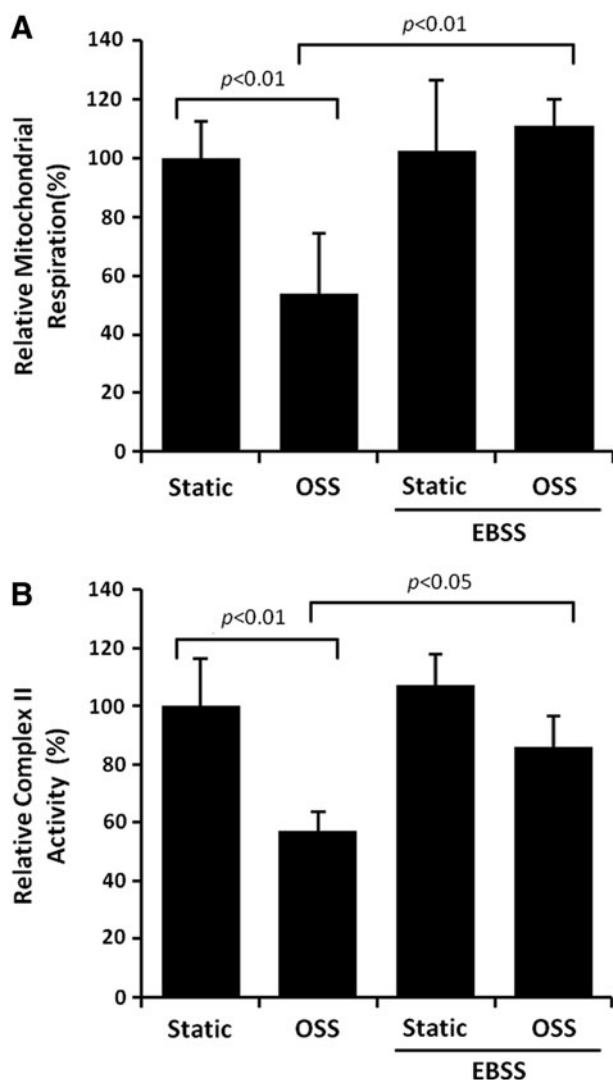 A
Relative Mitochondrial
Respiration(%)
140
120
100
80
60
40
20
0
p<0.01
p<0.01
Static
OSS
Static
OSS
EBSS
B
Relative Complex II
Activity (%)
140
120
100
80
60
40
20
0
p<0.01
p<0.05
Static
OSS
Static
OSS
EBSS